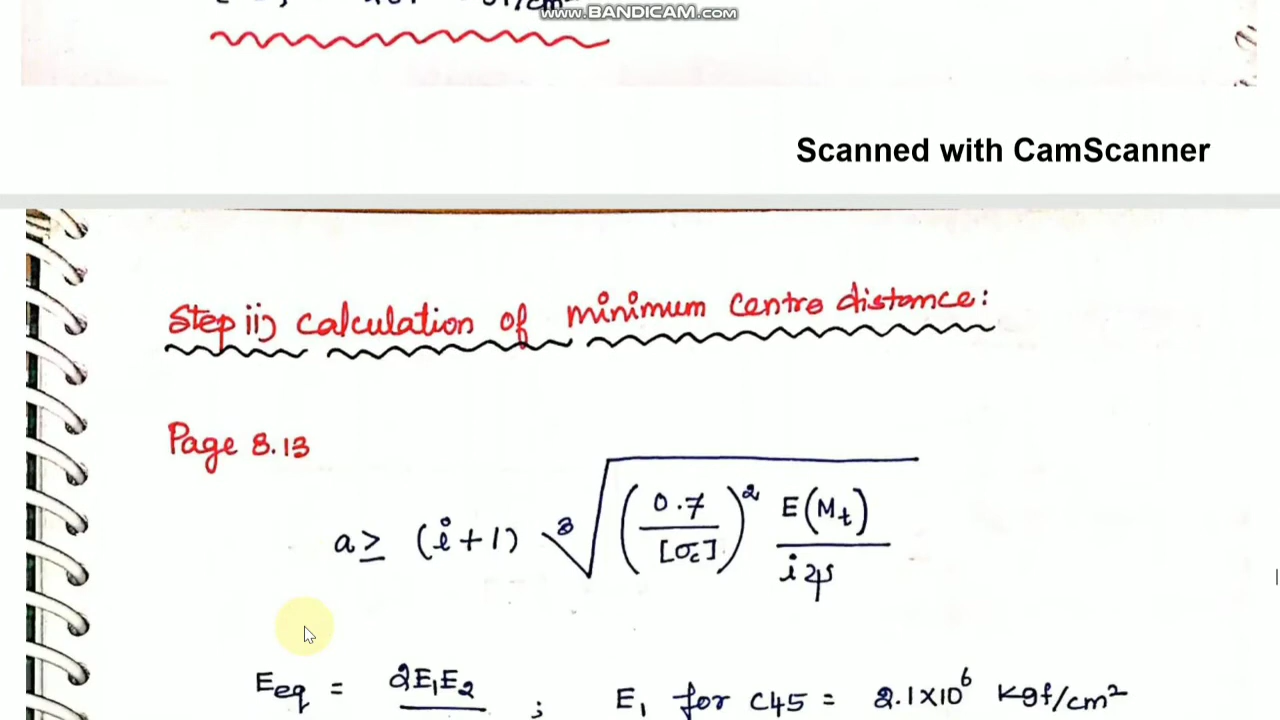 www.BANDICAM.com
Scanned with CamScanner
Step ii) calculation of minimum centre distance:
Page 8.13
a ≥ (i+1) ∛((0.7/[σc])² E(Mt)/iψ)
Eeq = 2E1E2 ; E1 for C45 = 2.1×10⁶ kgf/cm²